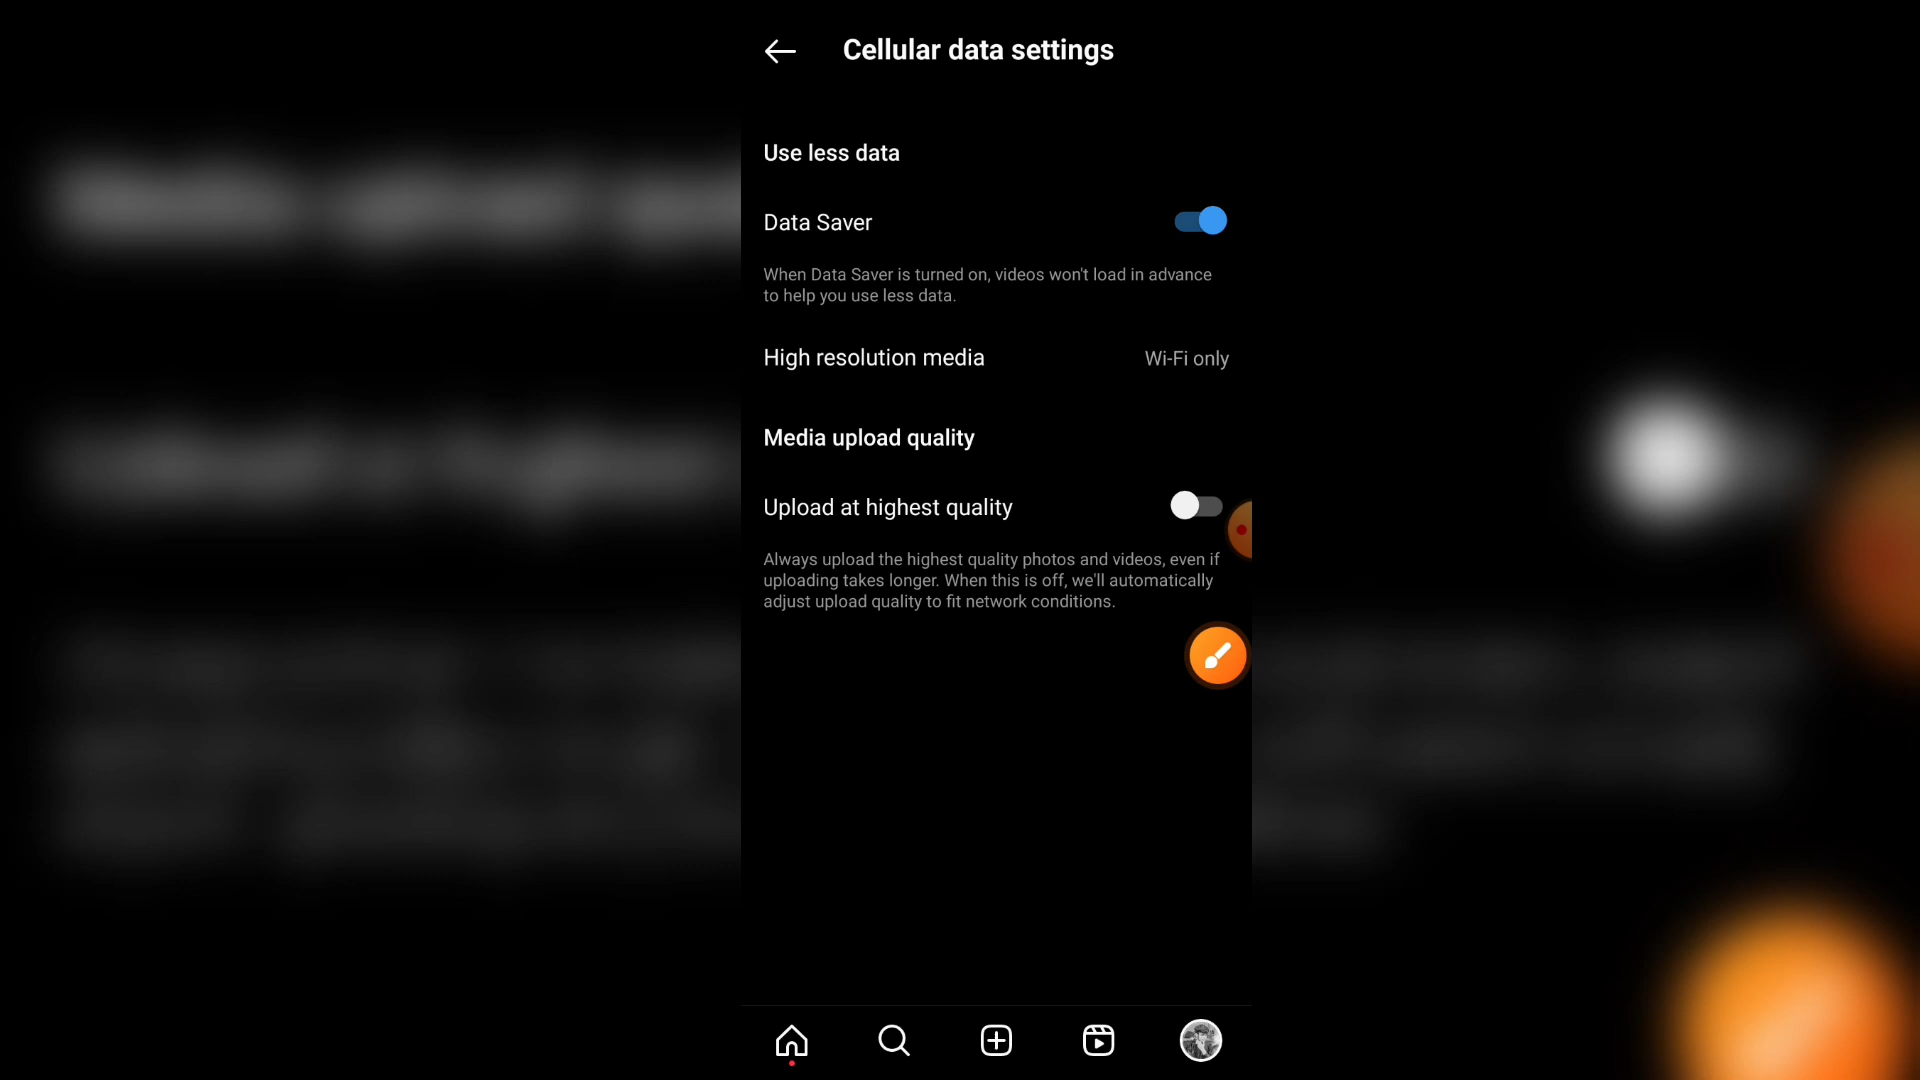 Cellular data settings
Use less data
Data Saver
When Data Saver is turned on, videos won't load in advance
to help you use less data.
High resolution media Wi-Fi only
Media upload quality
Upload at highest quality
Always upload the highest quality photos and videos, even if
uploading takes longer. When this is off, we'll automatically
adjust upload quality to fit network conditions.